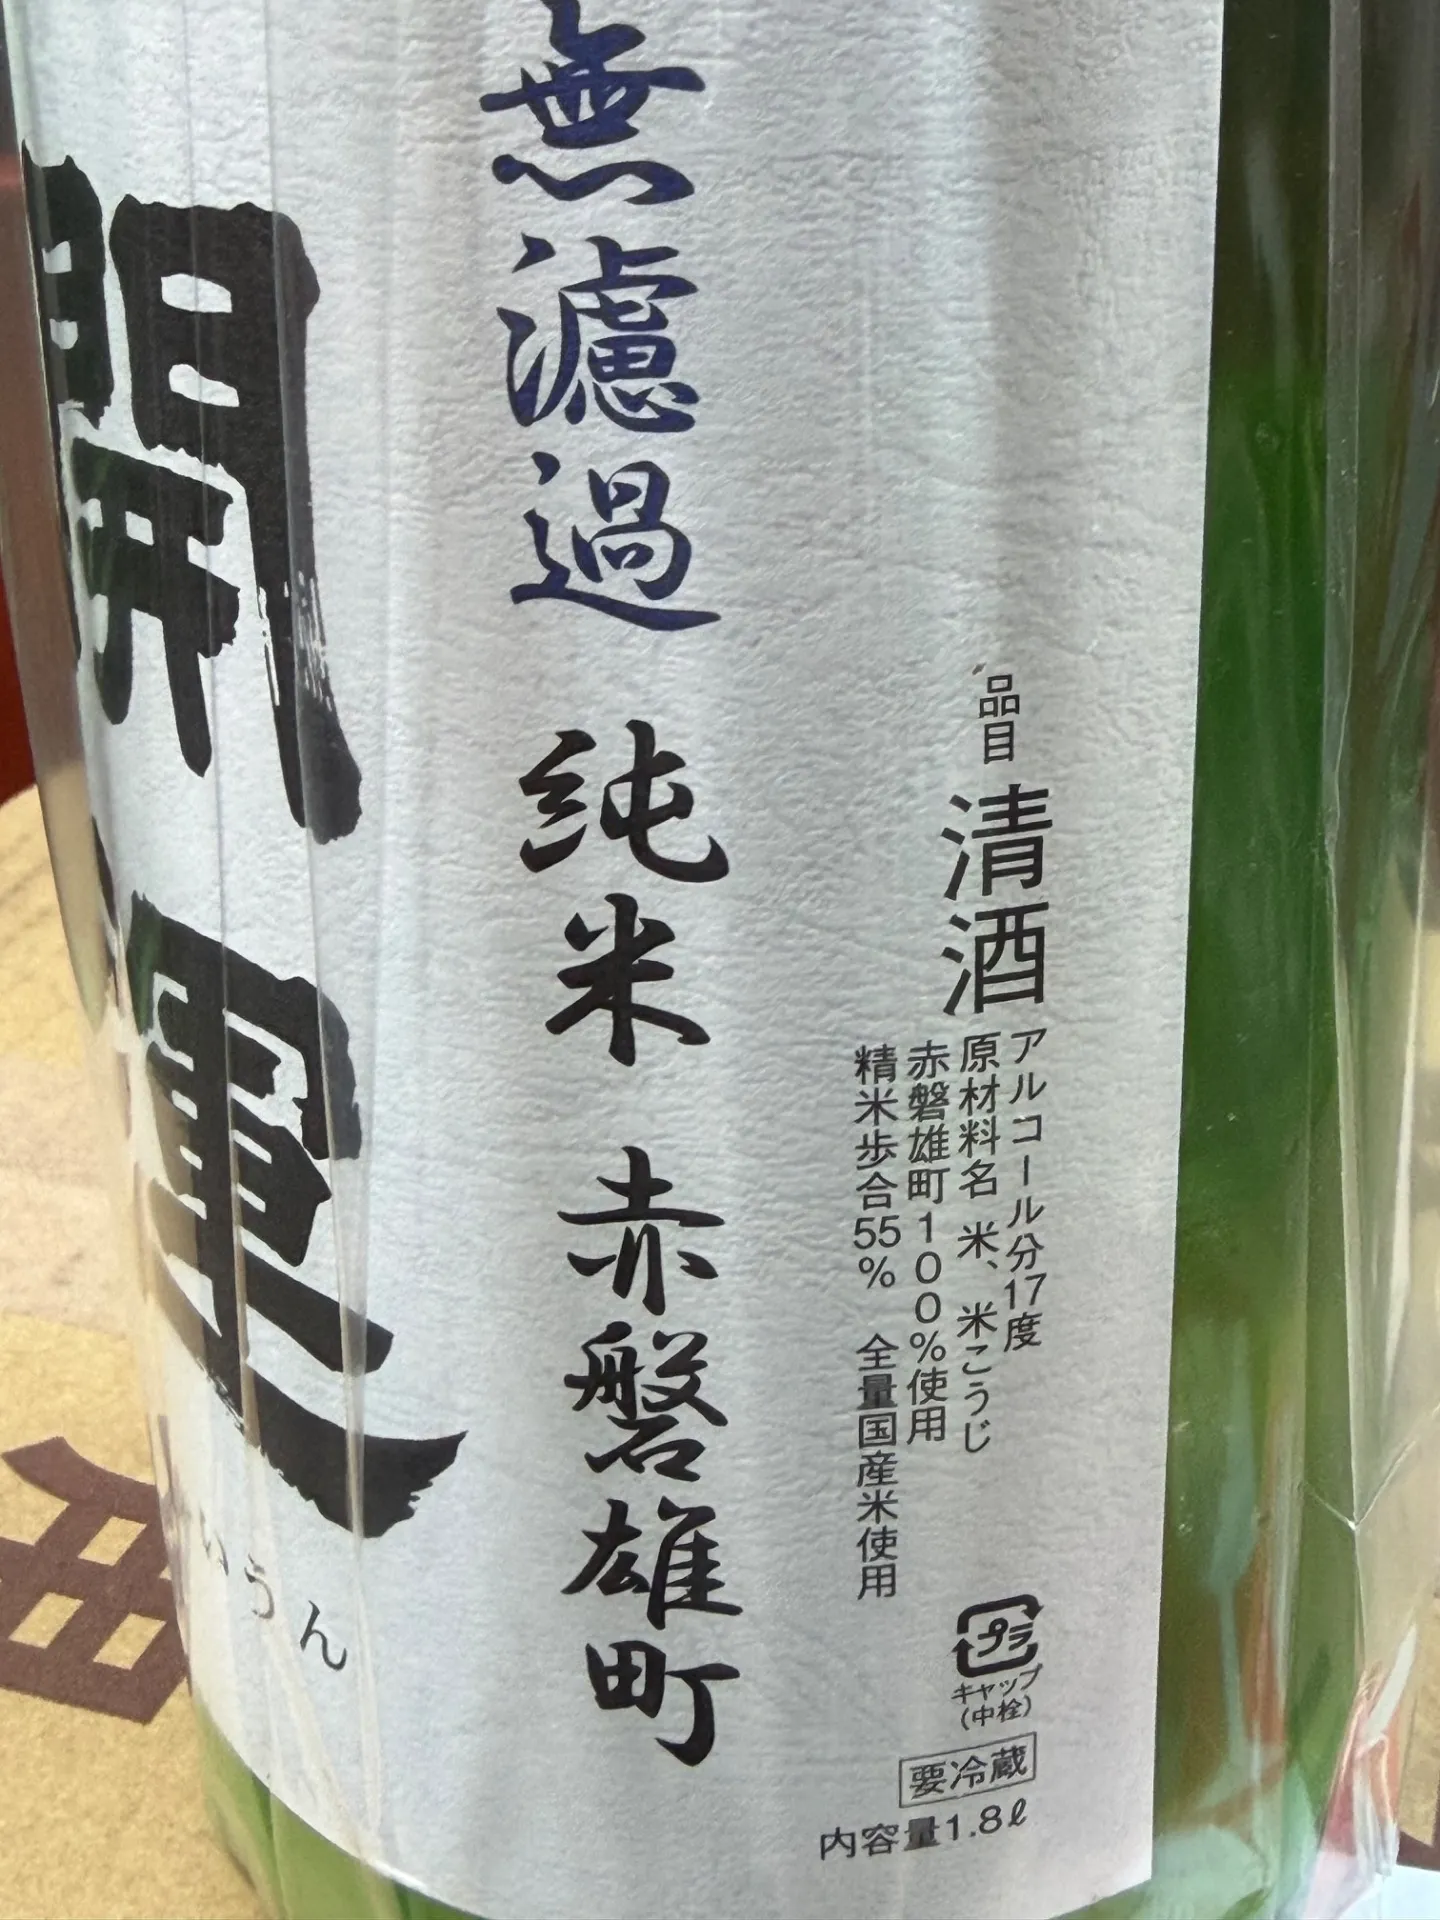 無濾過 純米 赤磐雄町
開運
いうん
品目 清酒
アルコール分17度
原材料名 米、米こうじ
赤磐雄町100%使用
精米歩合55% 全量国産米使用
プラ
キャップ
(中栓)
要冷蔵
内容量1.8ℓ